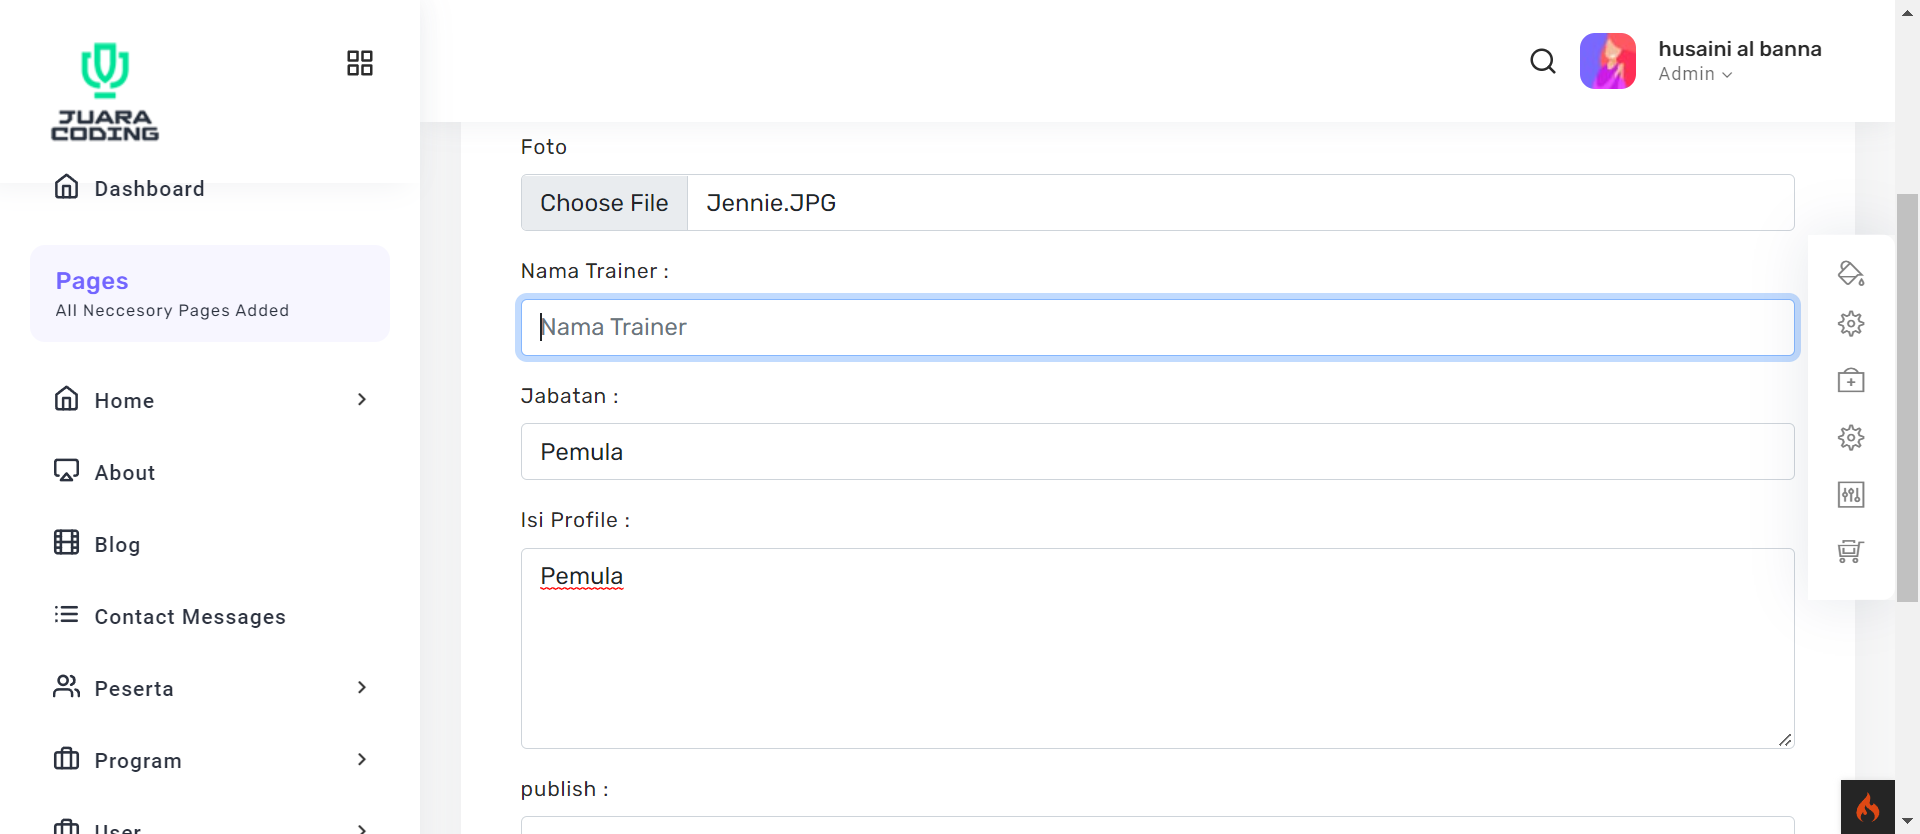 JUARA
CODING
husaini al banna
Admin
Dashboard
Pages
All Neccesory Pages Added
Home
About
Blog
Contact Messages
Peserta
Program
User
Foto
Choose File
Jennie.JPG
Nama Trainer :
Nama Trainer
Jabatan :
Pemula
Isi Profile :
Pemula
publish :